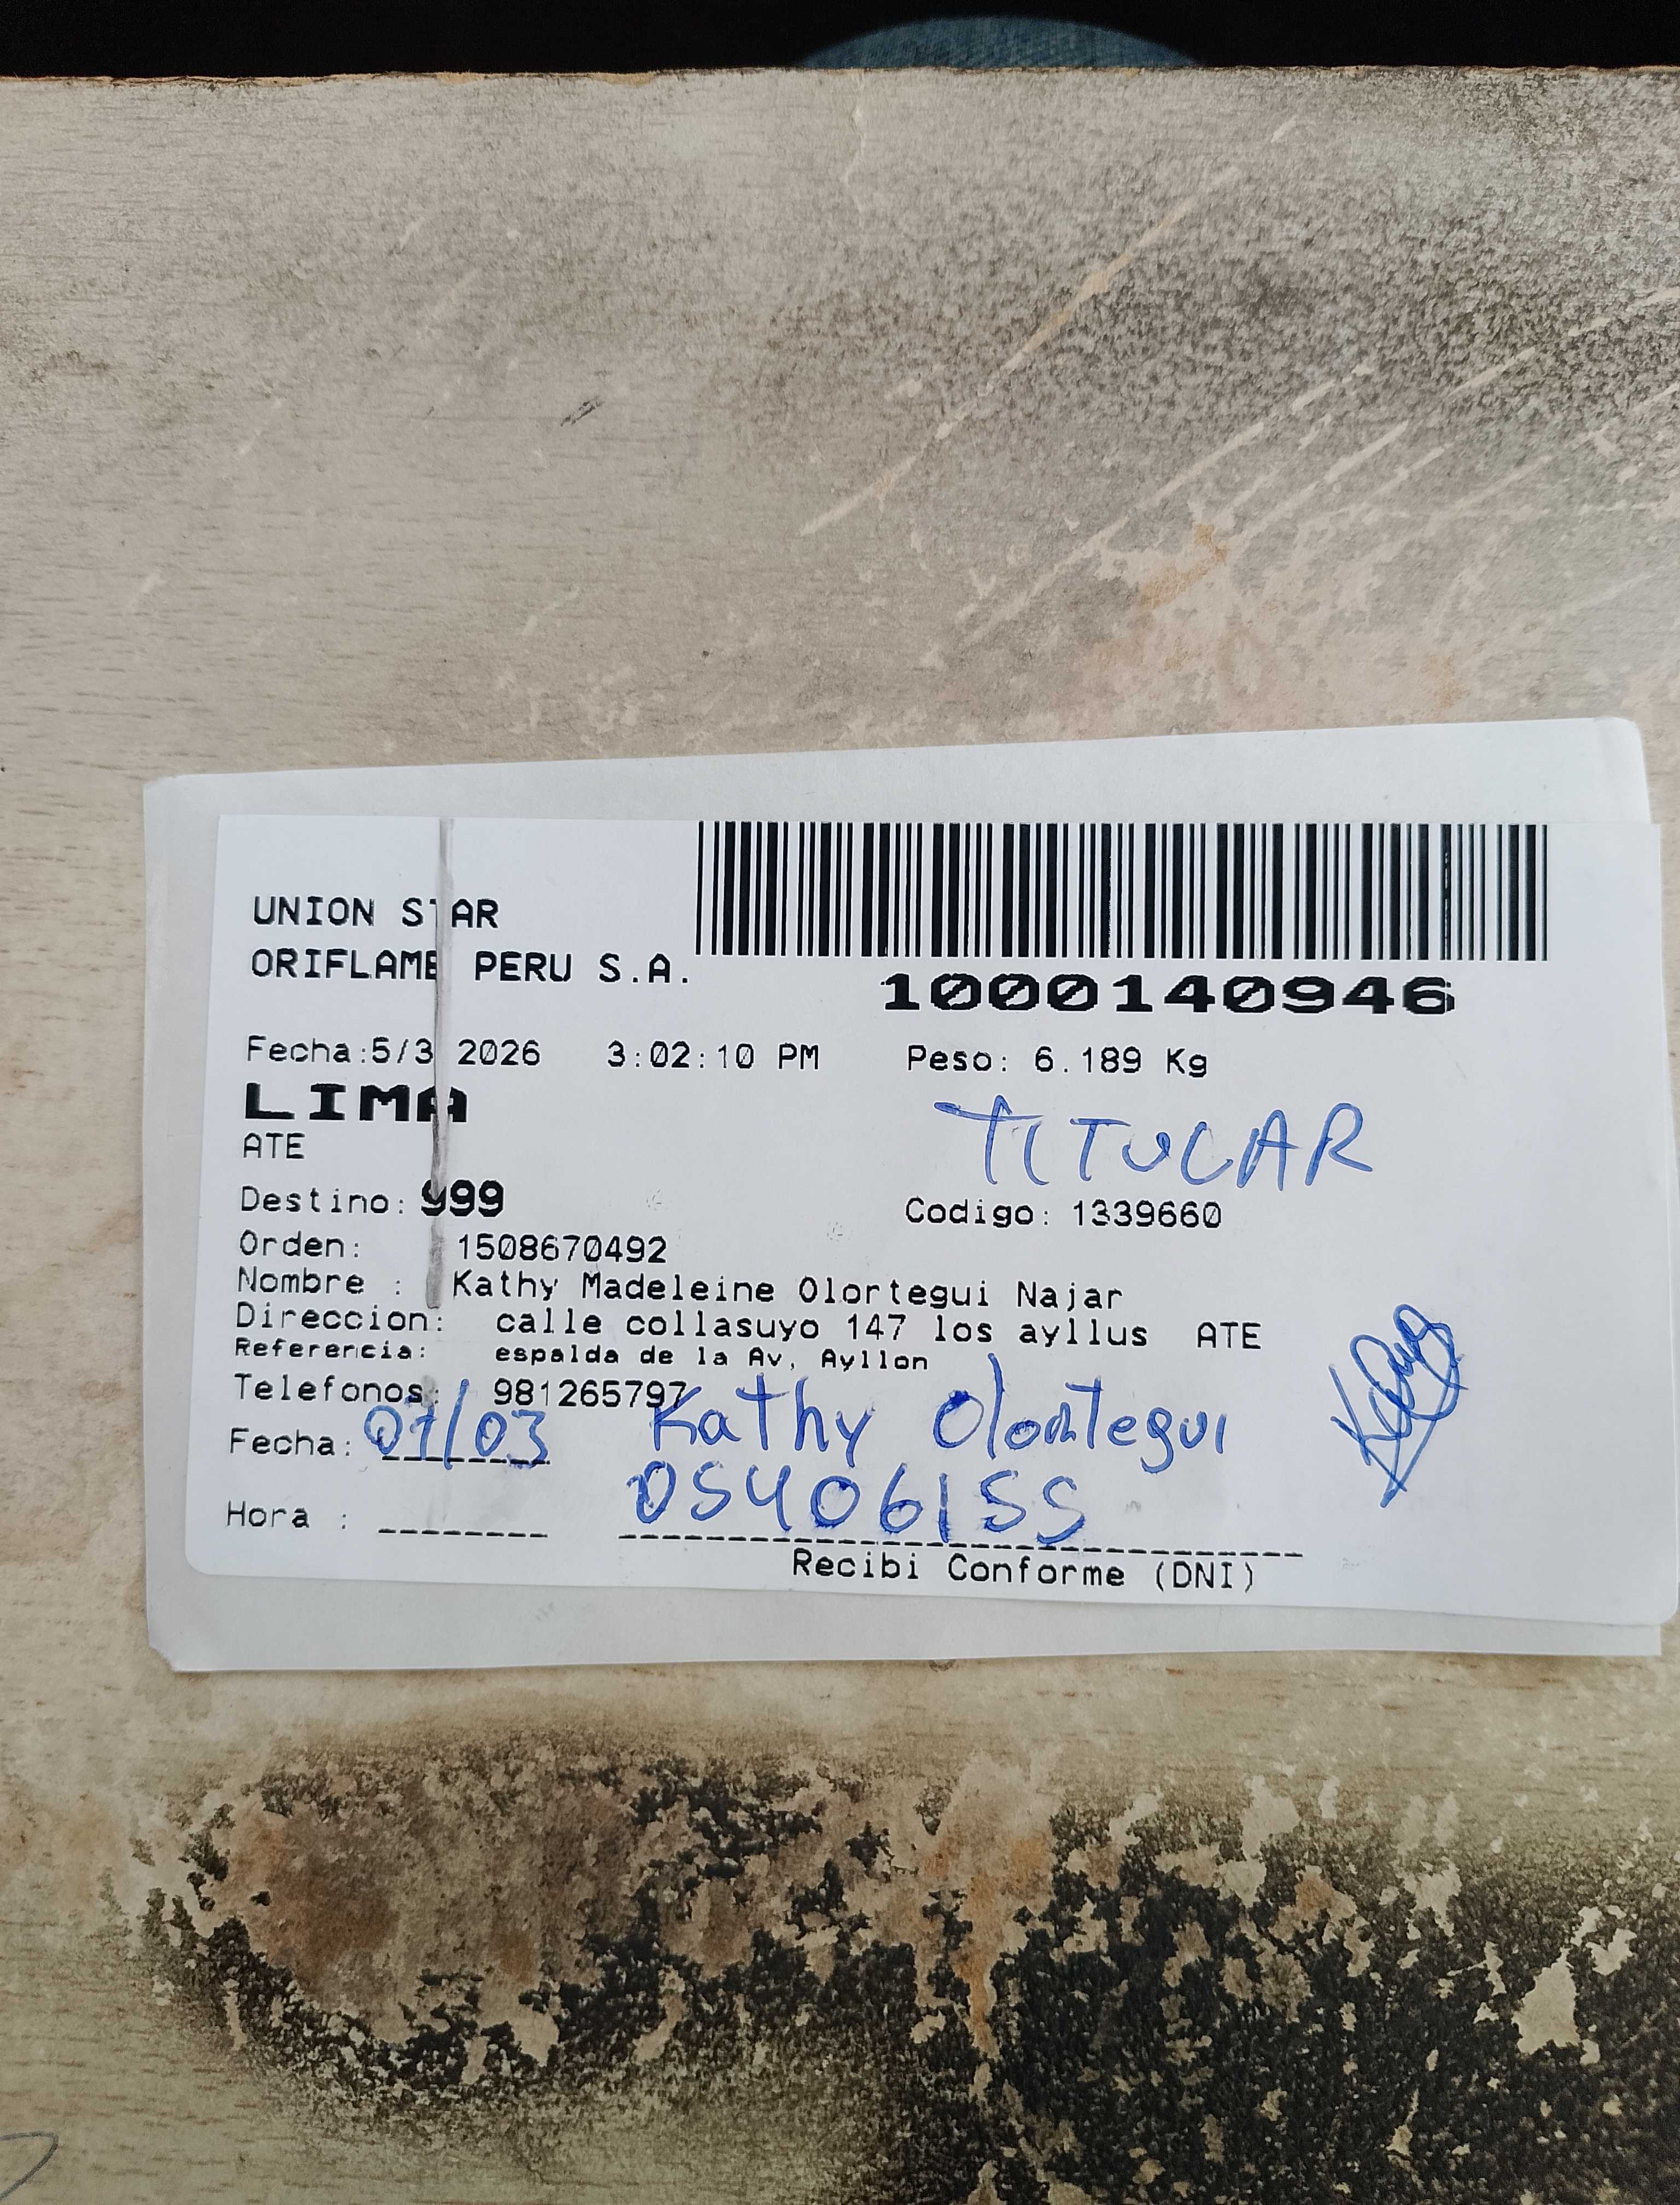 UNION STAR
ORIFLAME PERU S.A.
1000140946
Fecha:5/3 2026 3:02:10 PM Peso: 6.189 Kg
LIMA
ATE
TITULAR
Destino: 999 Codigo: 1339660
Orden: 1508670492
Nombre : Kathy Madeleine Olortegui Najar
Direccion: calle collasuyo 147 los ayllus ATE
Referencia: espalda de la Av, Ayllon
Telefonos: 981265797
Fecha: 07/03 Kathy Olortegui
05406155
Hora :
Recibi Conforme (DNI)